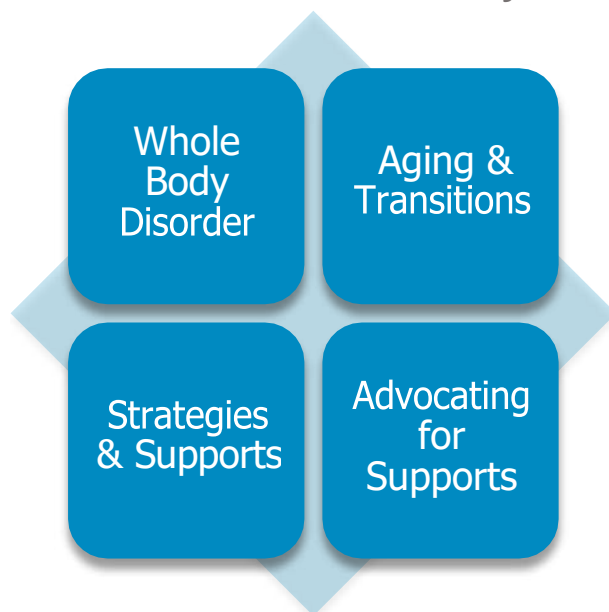 Whole
Body
Disorder
Aging &
Transitions
Strategies
& Supports
Advocating
for
Supports